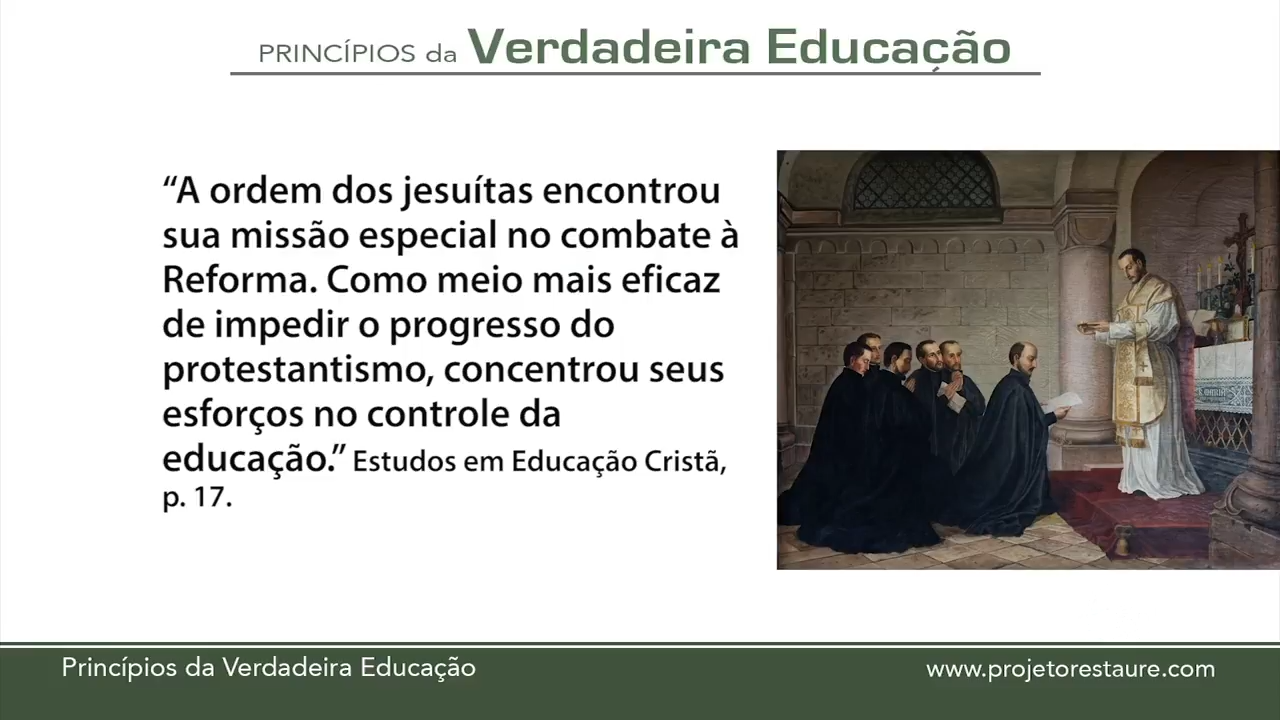 PRINCÍPIOS da Verdadeira Educação
“A ordem dos jesuítas encontrou
sua missão especial no combate à
Reforma. Como meio mais eficaz
de impedir o progresso do
protestantismo, concentrou seus
esforços no controle da
educação.” Estudos em Educação Cristã,
p. 17.
Princípios da Verdadeira Educação
www.projetorestaure.com